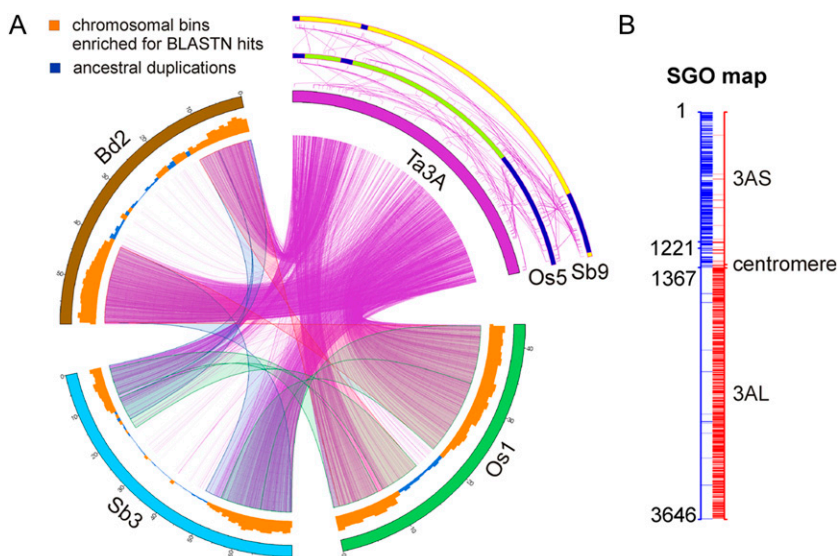 A
chromosomal bins
enriched for BLASTN hits
ancestral duplications
B
SGO map
1
3AS
1221
centromere
1367
3AL
3646
Bd2
Ta3A
Os5
Sb9
Sb3
Os1